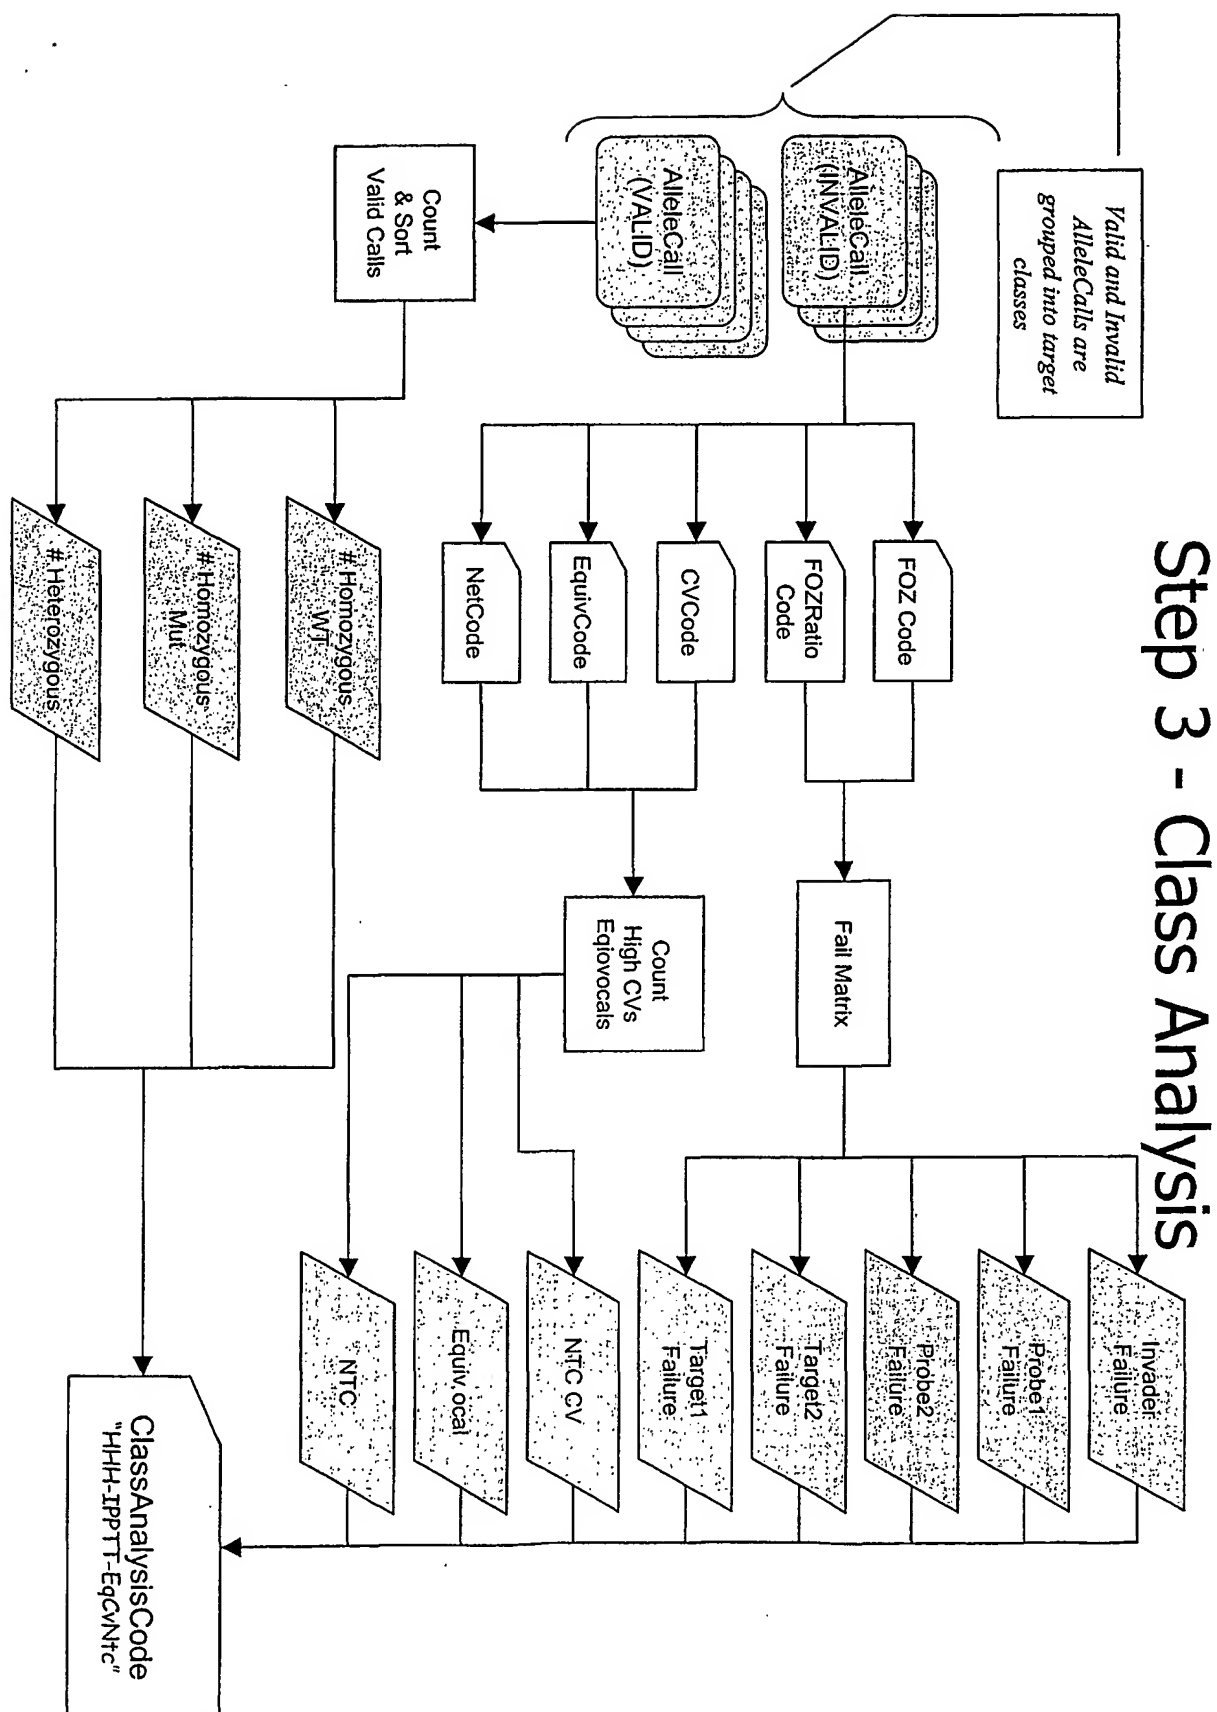 Step 3 - Class Analysis
Valid and Invalid
AlleleCalls are
grouped into target
classes
AlleleCall
(INVALID)
AlleleCall
(VALID)
Count
& Sort
Valid Calls
FOZ Code
FOZRatio
Code
CVCode
EquivCode
NetCode
# Homozygous
WT
# Homozygous
Mut
# Heterozygous
Fail Matrix
Count
High CVs
Eqiovocals
Invader
Failure
Probe1
Failure
Probe2
Failure
Target2
Failure
Target1
Failure
NTC CV
Equiv.ocal
NTC
ClassAnalysisCode
"HHH-IPPTT-EqCvNtc"